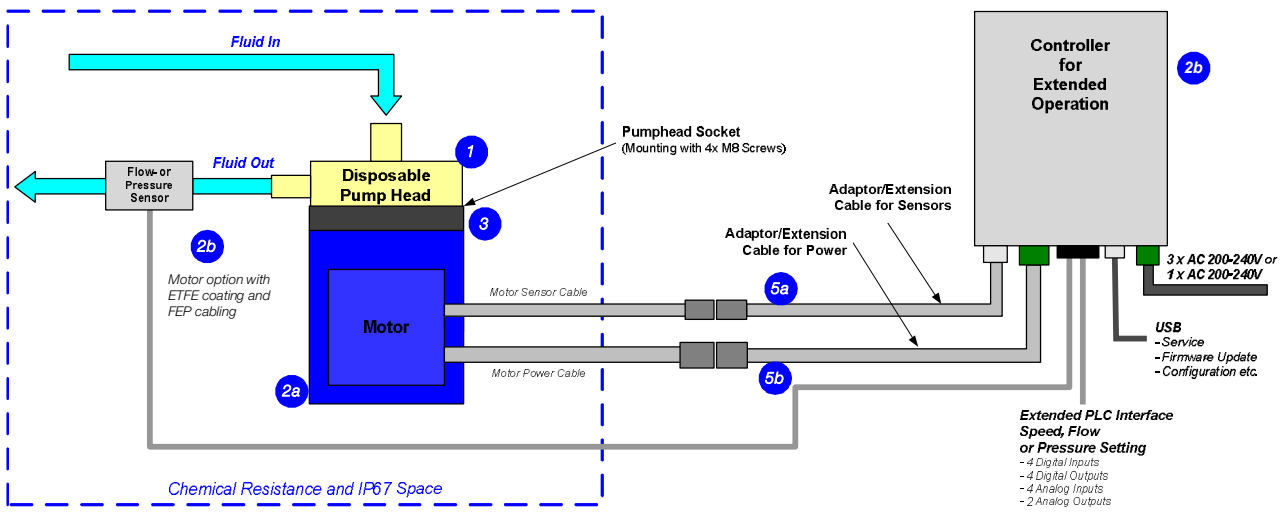 Fluid In
Controller
for
Extended
Operation
2b
Pumphead Socket
(Mounting with 4x M8 Screws)
1
Fluid Out
Flow- or
Pressure
Sensor
Disposable
Pump Head
3
2b
Motor option with
ETFE coating and
FEP cabling
Adaptor/Extension
Cable for Sensors
Adaptor/Extension
Cable for Power
3 x AC 200-240V or
1 x AC 200-240V
Motor Sensor Cable
5a
Motor
Motor Power Cable
5b
2a
USB
- Service
- Firmware Update
- Configuration etc.
Extended PLC Interface
Speed, Flow
or Pressure Setting
- 4 Digital Inputs
- 4 Digital Outputs
- 4 Analog Inputs
- 2 Analog Outputs
Chemical Resistance and IP67 Space